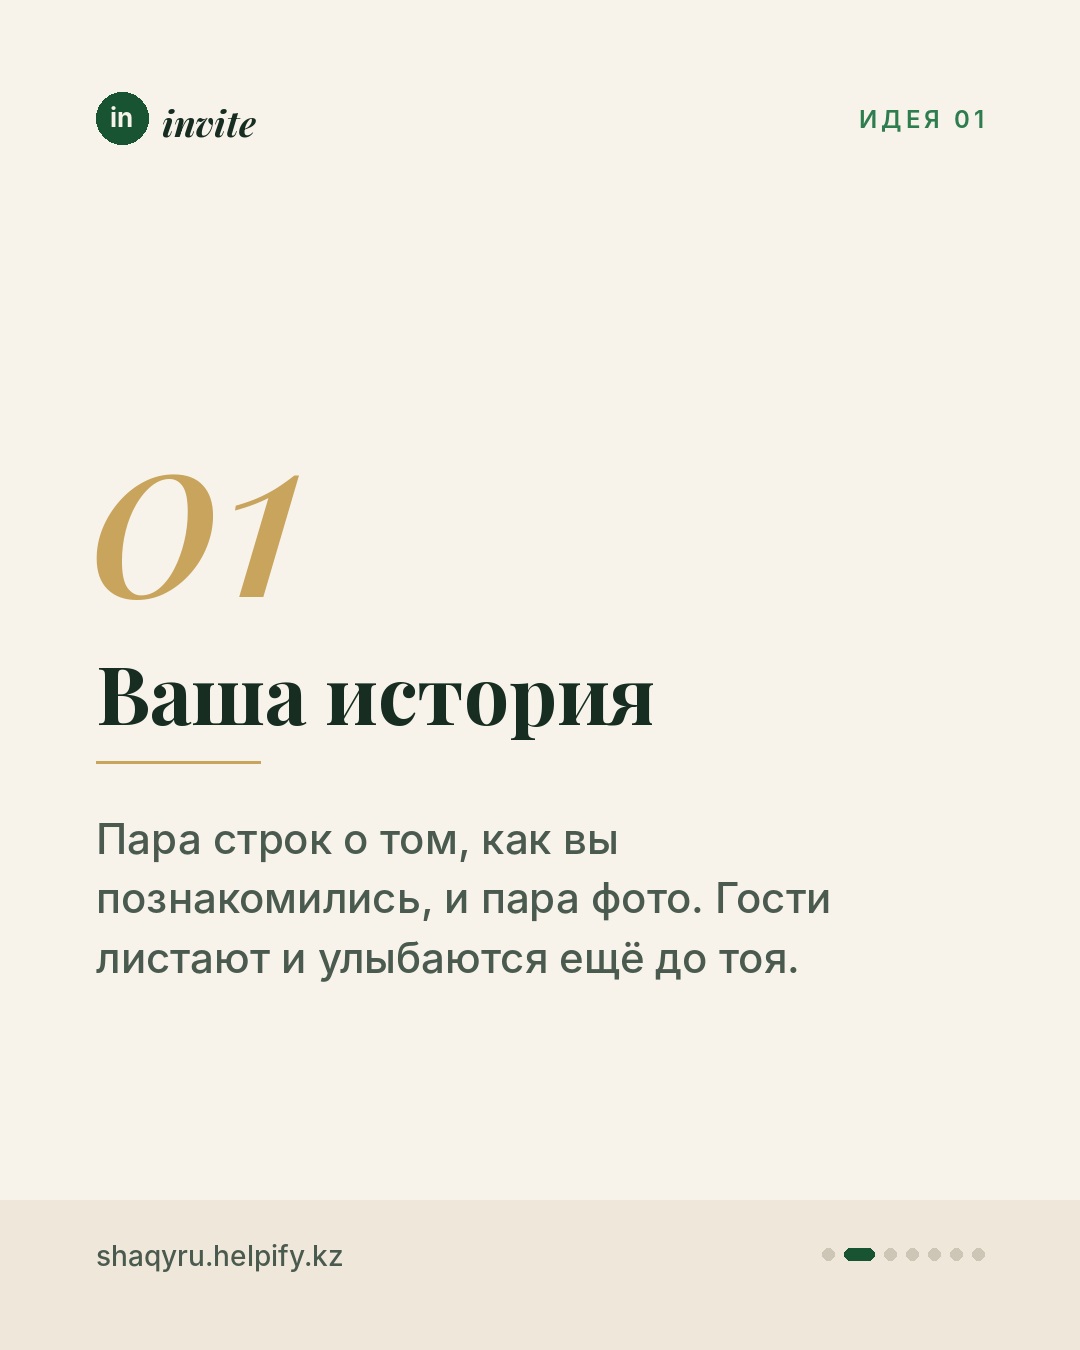 in invite
ИДЕЯ 01
01
Ваша история
Пара строк о том, как вы
познакомились, и пара фото. Гости
листают и улыбаются ещё до тоя.
shaqyru.helpify.kz